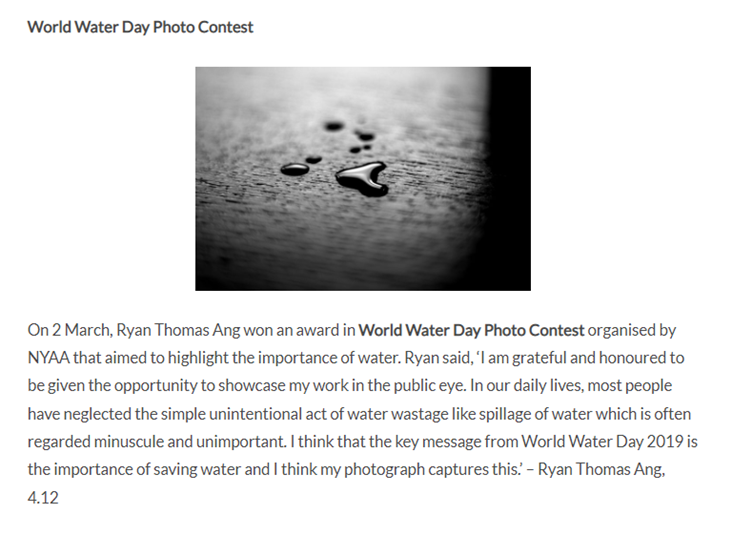 World Water Day Photo Contest
On 2 March, Ryan Thomas Ang won an award in World Water Day Photo Contest organised by
NYAA that aimed to highlight the importance of water. Ryan said, ‘I am grateful and honoured to
be given the opportunity to showcase my work in the public eye. In our daily lives, most people
have neglected the simple unintentional act of water wastage like spillage of water which is often
regarded minuscule and unimportant. I think that the key message from World Water Day 2019 is
the importance of saving water and I think my photograph captures this.’ – Ryan Thomas Ang,
4.12